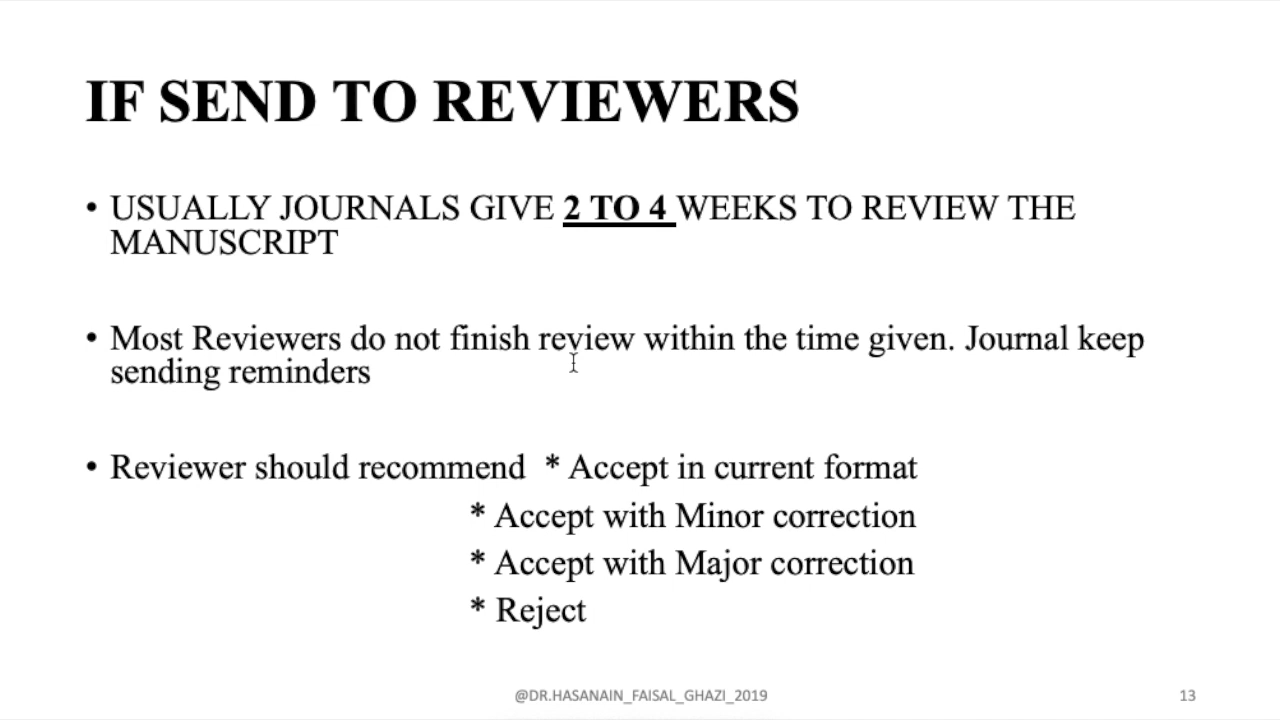 IF SEND TO REVIEWERS
• USUALLY JOURNALS GIVE 2 TO 4 WEEKS TO REVIEW THE
MANUSCRIPT
• Most Reviewers do not finish review within the time given. Journal keep
sending reminders
• Reviewer should recommend * Accept in current format
* Accept with Minor correction
* Accept with Major correction
* Reject
@DR.HASANAIN_FAISAL_GHAZI_2019
13